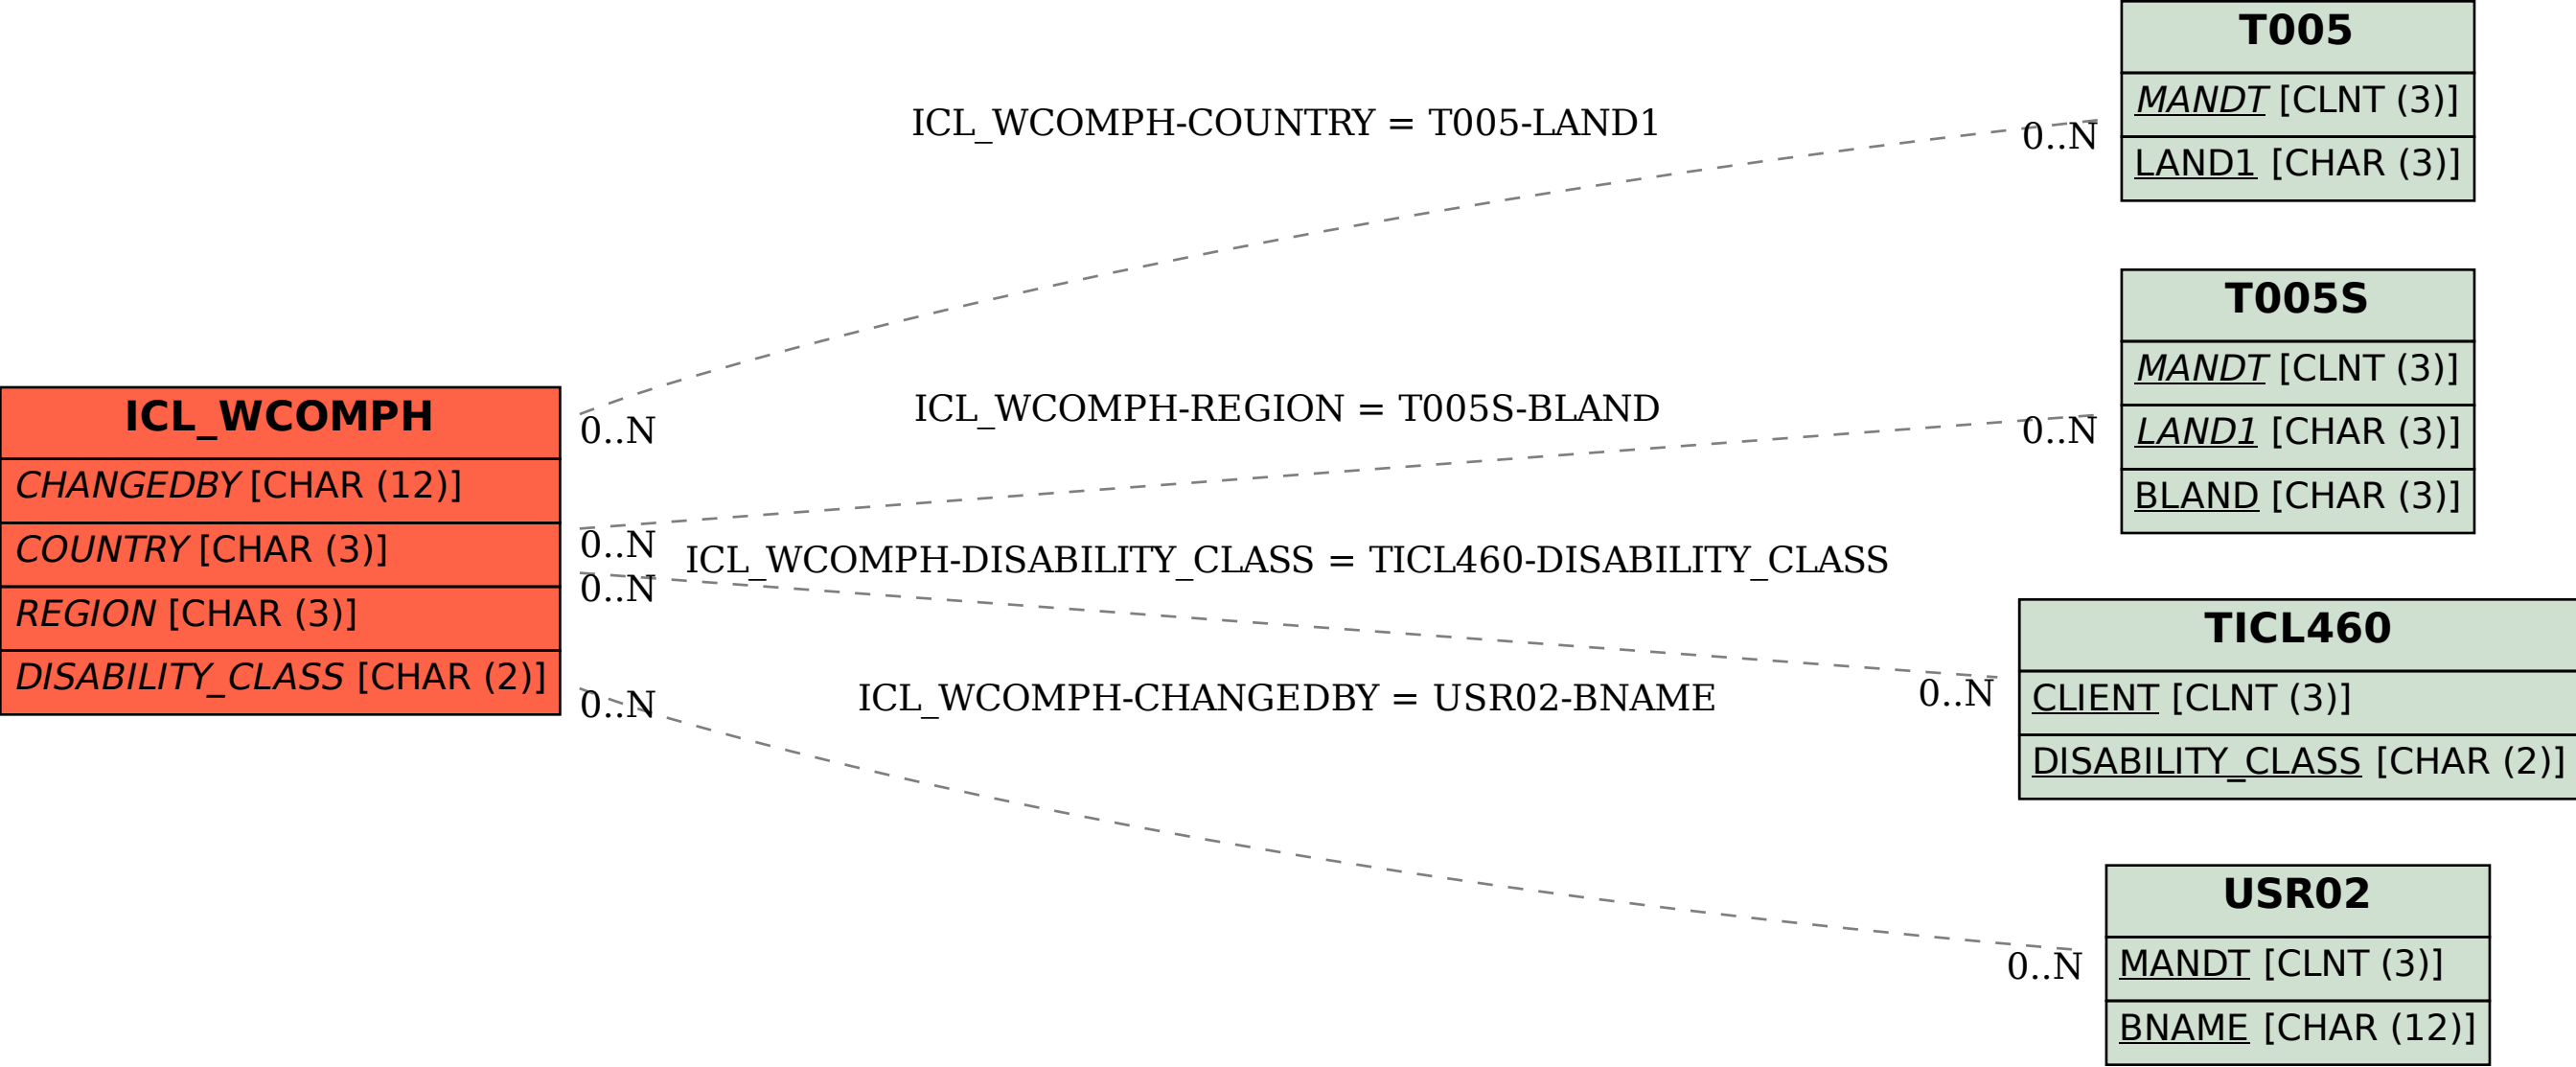 ICL_WCOMPH
CHANGEDBY [CHAR (12)]
COUNTRY [CHAR (3)]
REGION [CHAR (3)]
DISABILITY_CLASS [CHAR (2)]
ICL_WCOMPH-COUNTRY = T005-LAND1
0..N
0..N
ICL_WCOMPH-REGION = T005S-BLAND
0..N
0..N
ICL_WCOMPH-DISABILITY_CLASS = TICL460-DISABILITY_CLASS
0..N
0..N
ICL_WCOMPH-CHANGEDBY = USR02-BNAME
0..N
0..N
T005
MANDT [CLNT (3)]
LAND1 [CHAR (3)]
T005S
MANDT [CLNT (3)]
LAND1 [CHAR (3)]
BLAND [CHAR (3)]
TICL460
CLIENT [CLNT (3)]
DISABILITY_CLASS [CHAR (2)]
USR02
MANDT [CLNT (3)]
BNAME [CHAR (12)]